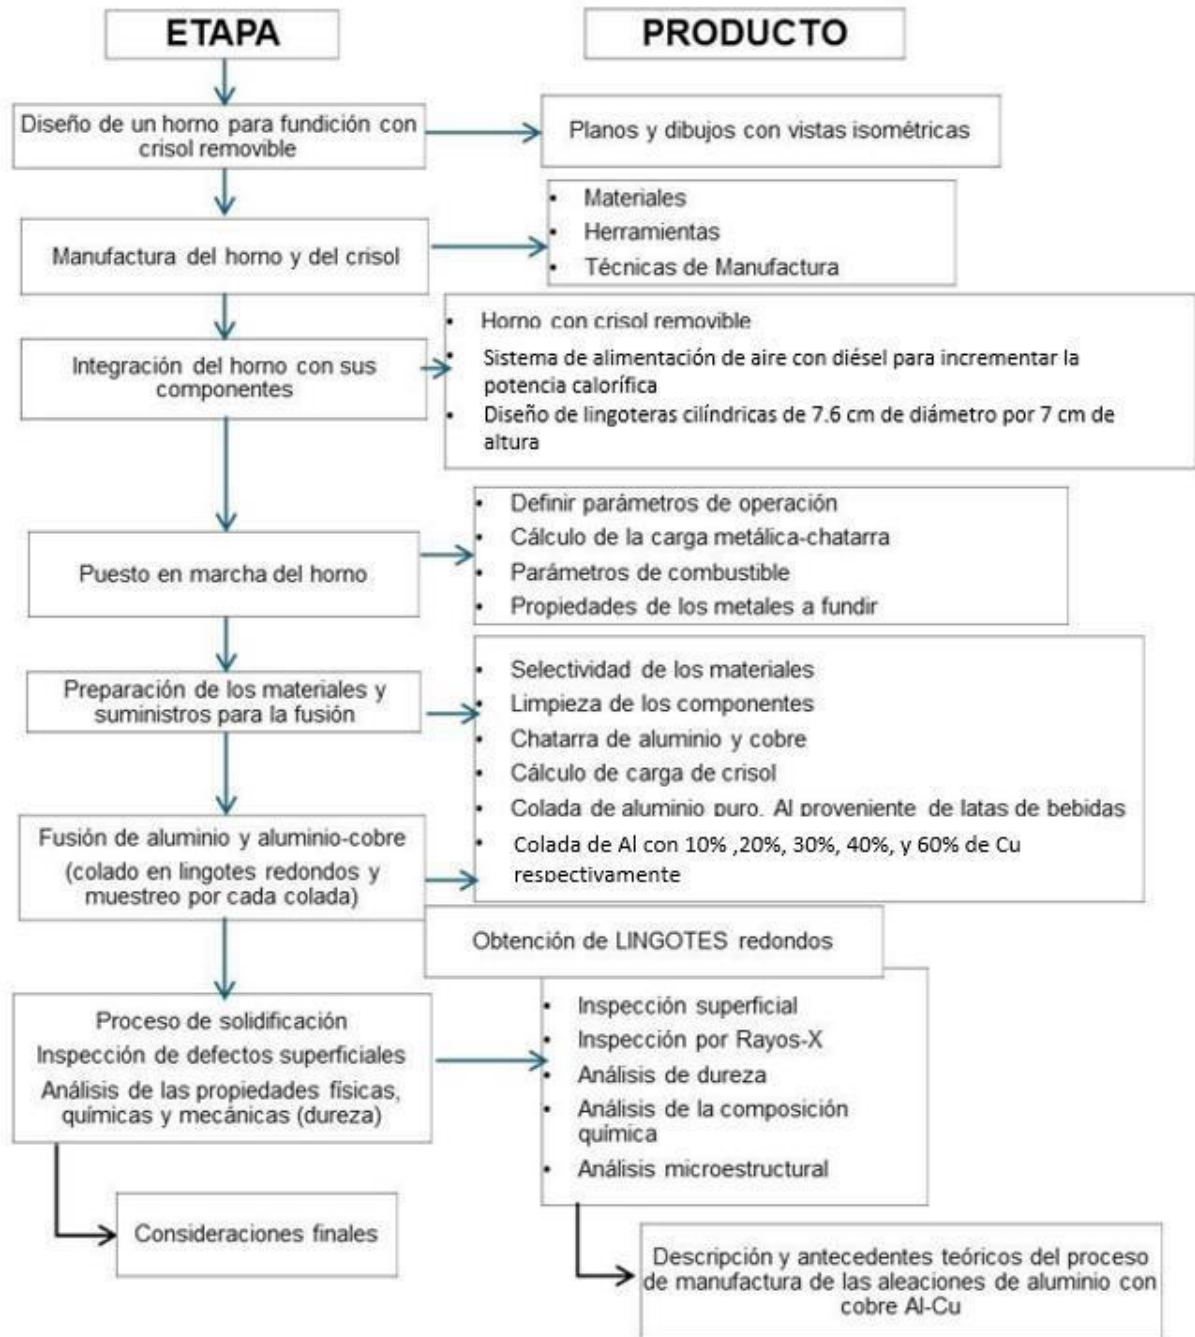 ETAPA
PRODUCTO
Diseño de un horno para fundición con
crisol removible
Planos y dibujos con vistas isométricas
Manufactura del horno y del crisol
• Materiales
• Herramientas
• Técnicas de Manufactura
Integración del horno con sus
componentes
• Horno con crisol removible
• Sistema de alimentación de aire con diésel para incrementar la
potencia calorífica
• Diseño de lingoteras cilíndricas de 7.6 cm de diámetro por 7 cm de
altura
Puesto en marcha del horno
• Definir parámetros de operación
• Cálculo de la carga metálica-chatarra
• Parámetros de combustible
• Propiedades de los metales a fundir
Preparación de los materiales y
suministros para la fusión
• Selectividad de los materiales
• Limpieza de los componentes
• Chatarra de aluminio y cobre
• Cálculo de carga de crisol
• Colada de aluminio puro. Al proveniente de latas de bebidas
• Colada de Al con 10% ,20%, 30%, 40%, y 60% de Cu
respectivamente
Fusión de aluminio y aluminio-cobre
(colado en lingotes redondos y
muestreo por cada colada)
Obtención de LINGOTES redondos
Proceso de solidificación
Inspección de defectos superficiales
Análisis de las propiedades físicas,
químicas y mecánicas (dureza)
• Inspección superficial
• Inspección por Rayos-X
• Análisis de dureza
• Análisis de la composición
química
• Análisis microestructural
Consideraciones finales
Descripción y antecedentes teóricos del proceso
de manufactura de las aleaciones de aluminio con
cobre Al-Cu